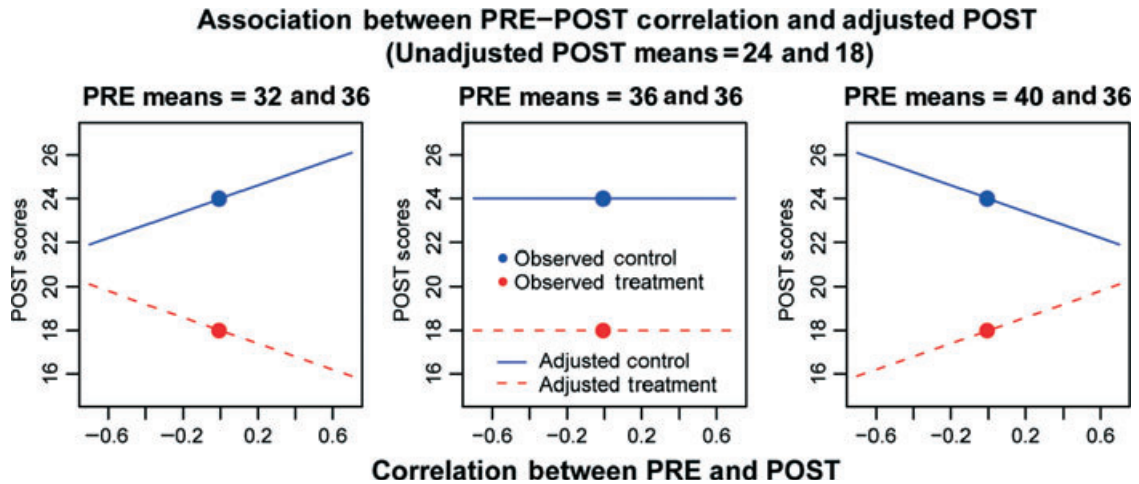 Association between PRE−POST correlation and adjusted POST
(Unadjusted POST means = 24 and 18)
PRE means = 32 and 36
PRE means = 36 and 36
PRE means = 40 and 36
POST scores
26
24
22
20
18
16
−0.6
−0.2
0.2
0.6
POST scores
26
24
22
20
18
16
Observed control
Observed treatment
Adjusted control
Adjusted treatment
−0.6
−0.2
0.2
0.6
POST scores
26
24
22
20
18
16
−0.6
−0.2
0.2
0.6
Correlation between PRE and POST